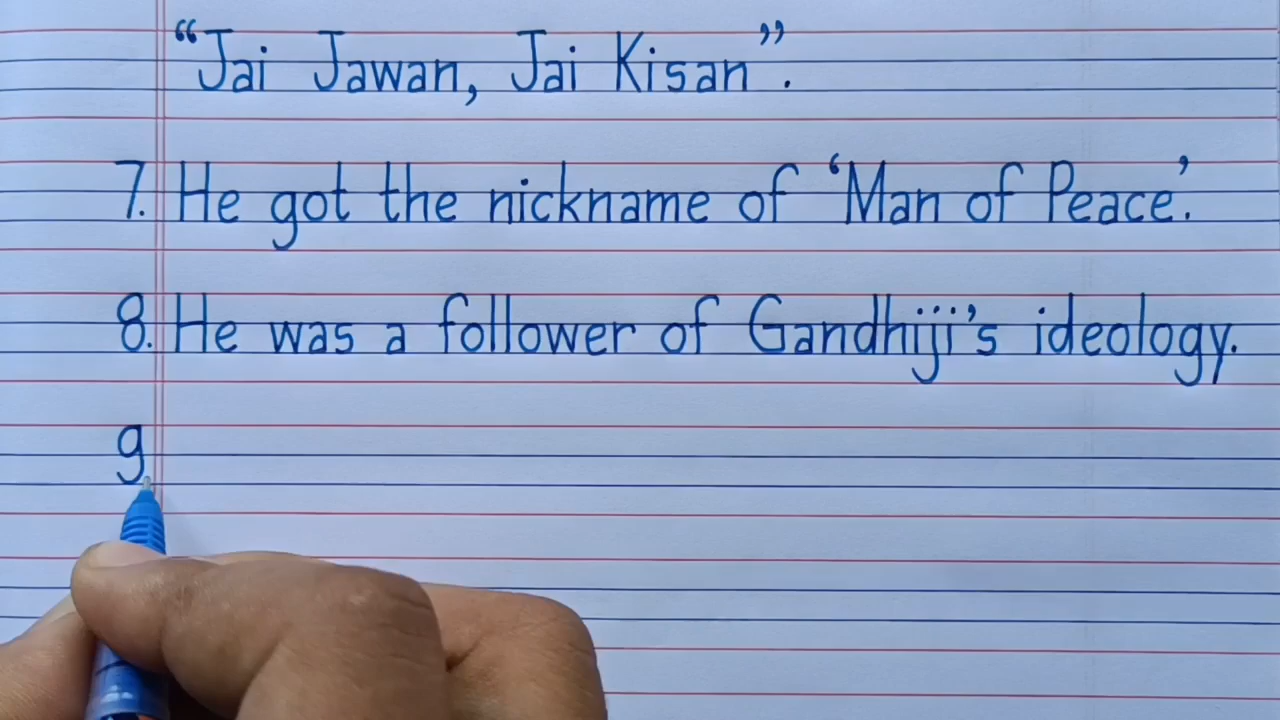 “Jai Jawan, Jai Kisan”.
7. He got the nickname of ‘Man of Peace’.
8. He was a follower of Gandhiji’s ideology.
9